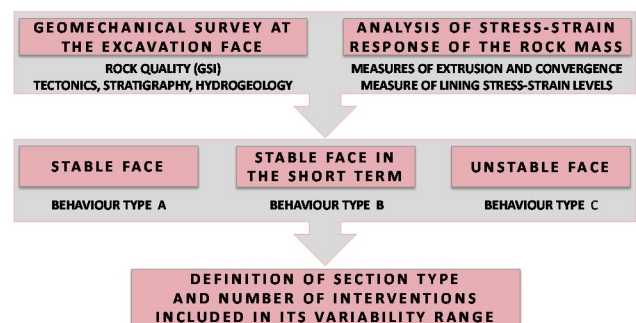 GEOMECHANICAL SURVEY AT
THE EXCAVATION FACE
ROCK QUALITY (GSI)
TECTONICS, STRATIGRAPHY, HYDROGEOLOGY
ANALYSIS OF STRESS-STRAIN
RESPONSE OF THE ROCK MASS
MEASURES OF EXTRUSION AND CONVERGENCE
MEASURE OF LINING STRESS-STRAIN LEVELS
STABLE FACE
BEHAVIOUR TYPE A
STABLE FACE IN
THE SHORT TERM
BEHAVIOUR TYPE B
UNSTABLE FACE
BEHAVIOUR TYPE C
DEFINITION OF SECTION TYPE
AND NUMBER OF INTERVENTIONS
INCLUDED IN ITS VARIABILITY RANGE